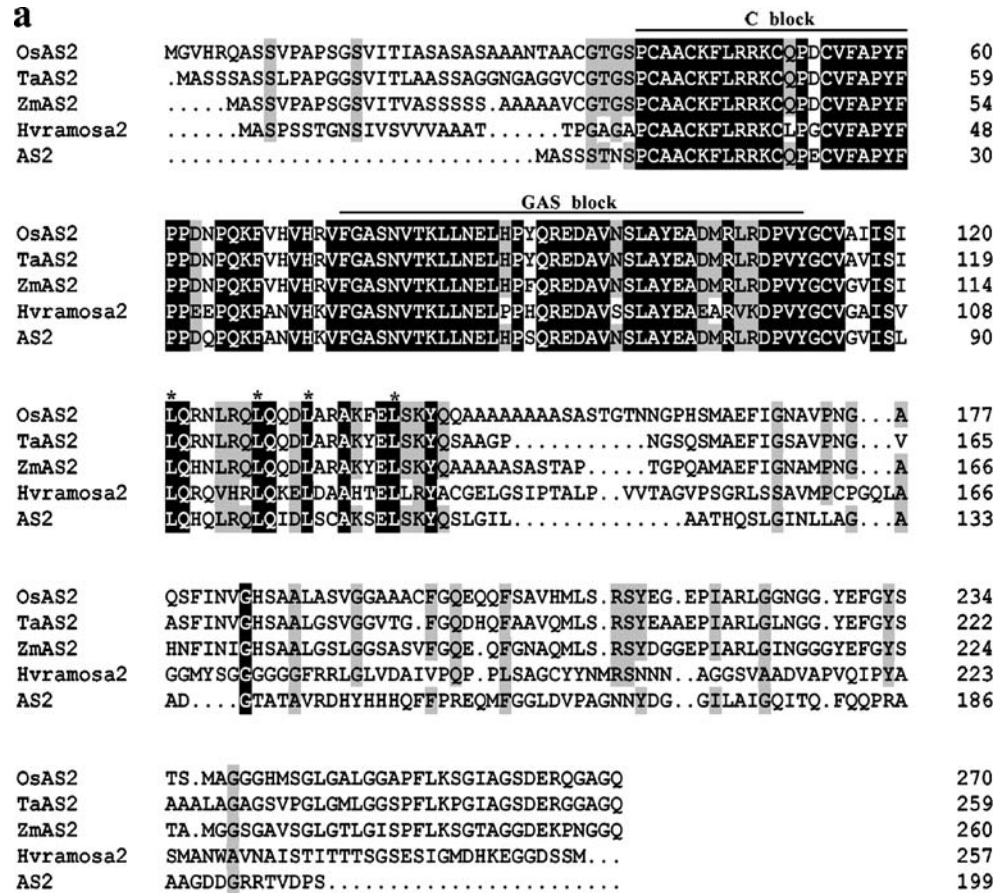 a
C block
OsAS2 MGVHRQASSVPAPSGSVITIASASASAAANTAACGTGSPCAACKFLRRKCQPDCVFAPYF 60
TaAS2 .MASSSASSLPAPGGSVITLAASSAGGNGAGGVCGTGSPCAACKFLRRKCQPDCVFAPYF 59
ZmAS2 .....MASSVPAPSGSVITVASSSSS.AAAAAVCGTGSPCAACKFLRRKCQPDCVFAPYF 54
Hvramosa2 ......MASPSSTGNSIVSVVVAAAT......TPGAGAPCAACKFLRRKCLPGCVFAPYF 48
AS2 ..............................MASSSTNSPCAACKFLRRKCQPECVFAPYF 30
GAS block
OsAS2 PPDNPQKFVHVHRVFGASNVTKLLNELHPYQREDAVNSLAYEADMRLRDPVYGCVAIISI 120
TaAS2 PPDNPQKFVHVHRVFGASNVTKLLNELHPYQREDAVNSLAYEADMRLRDPVYGCVAVISI 119
ZmAS2 PPDNPQKFVHVHRVFGASNVTKLLNELHPFQREDAVNSLAYEADMRLRDPVYGCVGVISI 114
Hvramosa2 PPEEPQKFANVHKVFGASNVTKLLNELPPHQREDAVSSLAYEAEARVKDPVYGCVGAISV 108
AS2 PPDQPQKFANVHKVFGASNVTKLLNELHPSQREDAVNSLAYEADMRLRDPVYGCVGVISL 90
* * * *
OsAS2 LQRNLRQLQQDLARAKFELSKYQQAAAAAAAASASTGTNNGPHSMAEFIGNAVPNG...A 177
TaAS2 LQRNLRQLQQDLARAKYELSKYQSAAGP...........NGSQSMAEFIGSAVPNG...V 165
ZmAS2 LQHNLRQLQQDLARAKYELSKYQAAAAASASTAP.....TGPQAMAEFIGNAMPNG...A 166
Hvramosa2 LQRQVHRLQKELDAAHTELLRYACGELGSIPTALP..VVTAGVPSGRLSSAVMPCPGQLA 166
AS2 LQHQLRQLQIDLSCAKSELSKYQSLGIL..............AATHQSLGINLLAG...A 133
OsAS2 QSFINVGHSAALASVGGAAACFGQEQQFSAVHMLS.RSYEG.EPIARLGGNGG.YEFGYS 234
TaAS2 ASFINVGHSAALGSVGGVTG.FGQDHQFAAVQMLS.RSYEAAEPIARLGLNGG.YEFGYS 222
ZmAS2 HNFINIGHSAALGSLGGSASVFGQE.QFGNAQMLS.RSYDGGEPIARLGINGGGYEFGYS 224
Hvramosa2 GGMYSGGGGGGFRRLGLVDAIVPQP.PLSAGCYYNMRSNNN.AGGSVAADVAPVQIPYA 223
AS2 AD....GTATAVRDHYHHHQFFPREQMFGGLDVPAGNNYDG..GILAIGQITQ.FQQPRA 186
OsAS2 TS.MAGGGGHMSGLGALGGAPFLKSGIAGSDERQGAGQ 270
TaAS2 AAALAGAGSVPGLGMLGGSPFLKPGIAGSDERGGAGQ 259
ZmAS2 TA.MGGSGAVSGLGTLGISPFLKSGTAGGDEKPNGGQ 260
Hvramosa2 SMANWAVNAISTITTTSGSESIGMDHKEGGDSSM... 257
AS2 AAGDDGRRTVDPS........................ 199